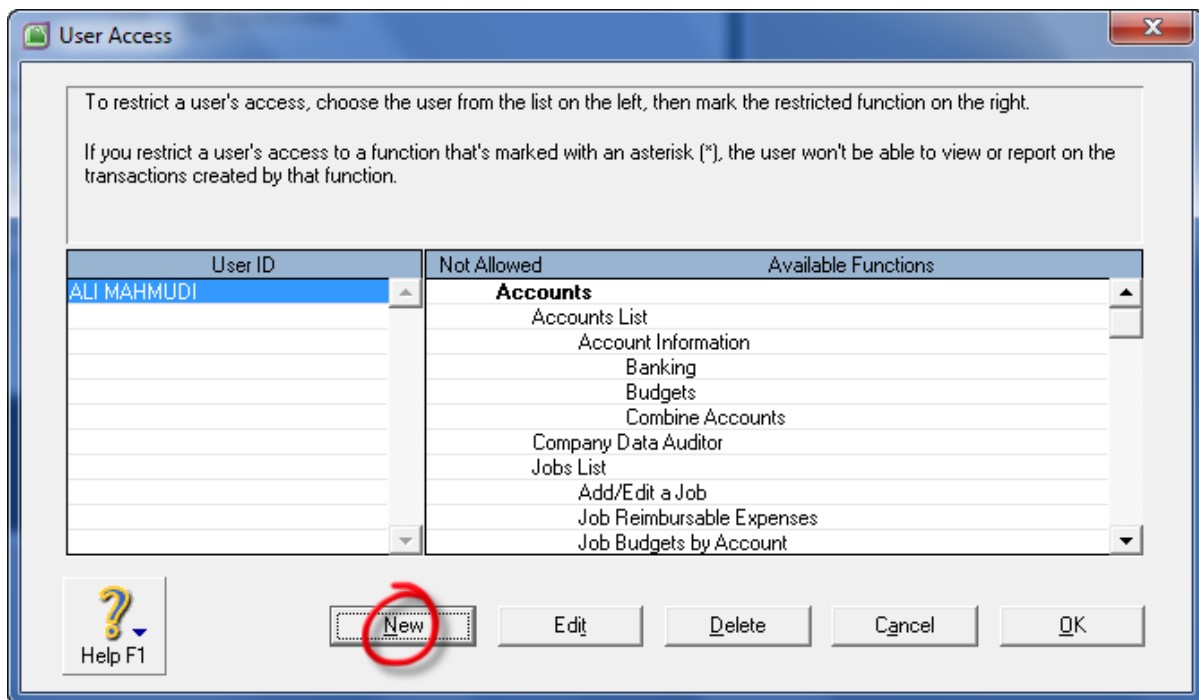 User Access
x
To restrict a user's access, choose the user from the list on the left, then mark the restricted function on the right.
If you restrict a user's access to a function that's marked with an asterisk (*), the user won't be able to view or report on the
transactions created by that function.
User ID
Not Allowed Available Functions
ALI MAHMUDI
Accounts
Accounts List
Account Information
Banking
Budgets
Combine Accounts
Company Data Auditor
Jobs List
Add/Edit a Job
Job Reimbursable Expenses
Job Budgets by Account
?
Help F1
New
Edit
Delete
Cancel
OK